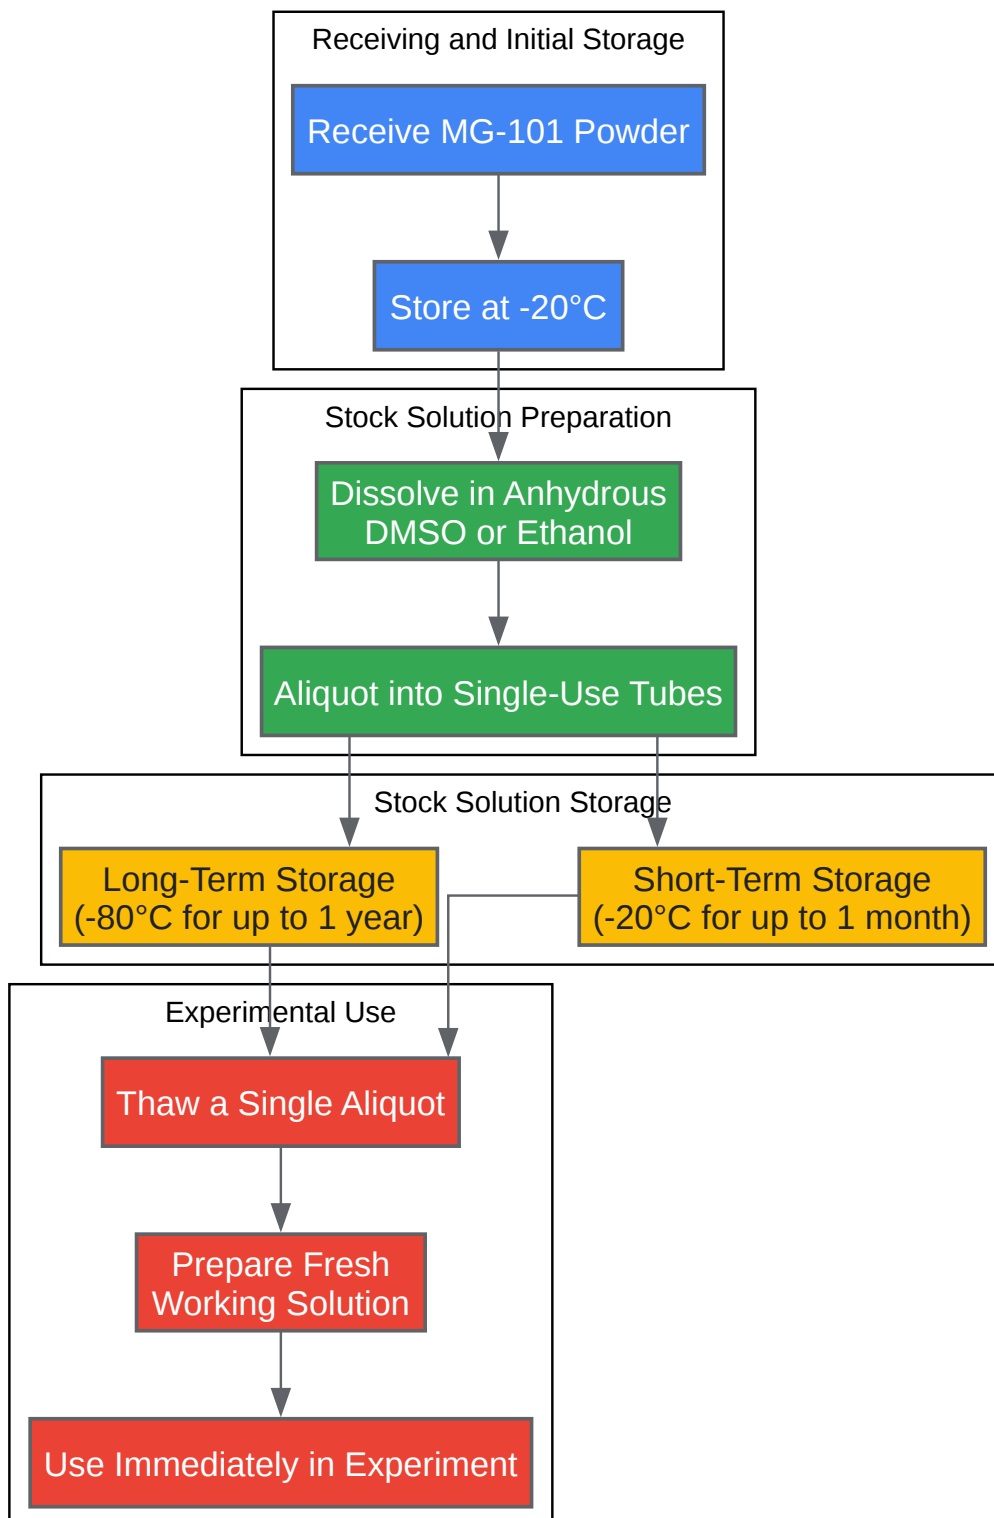 Receiving and Initial Storage
Receive MG-101 Powder
Store at -20°C
Stock Solution Preparation
Dissolve in Anhydrous
DMSO or Ethanol
Aliquot into Single-Use Tubes
Stock Solution Storage
Long-Term Storage
(-80°C for up to 1 year)
Short-Term Storage
(-20°C for up to 1 month)
Experimental Use
Thaw a Single Aliquot
Prepare Fresh
Working Solution
Use Immediately in Experiment